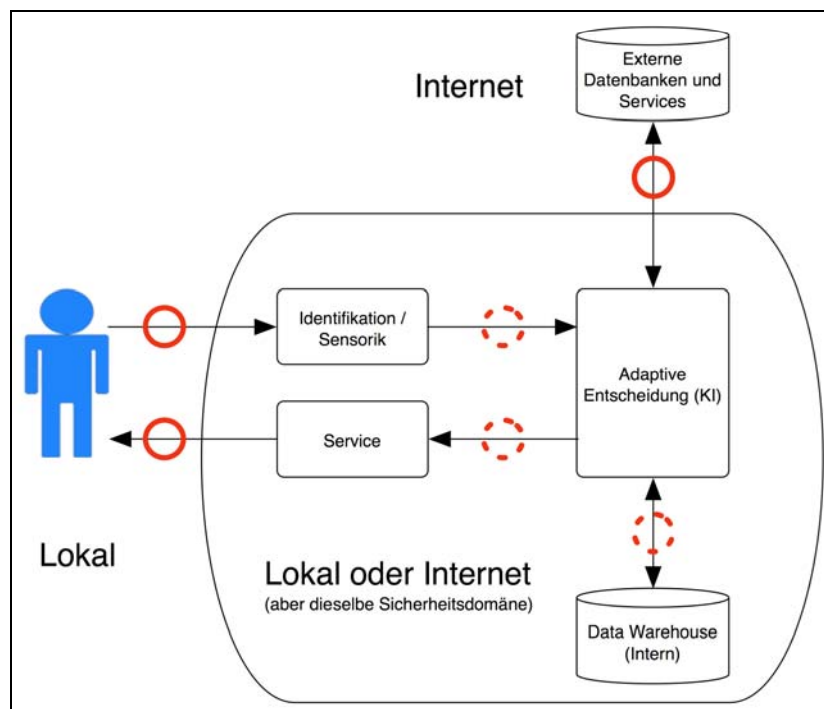 Externe
Datenbanken und
Services
Internet
Identifikation /
Sensorik
Adaptive
Entscheidung (KI)
Service
Lokal
Lokal oder Internet
(aber dieselbe Sicherheitsdomäne)
Data Warehouse
(Intern)